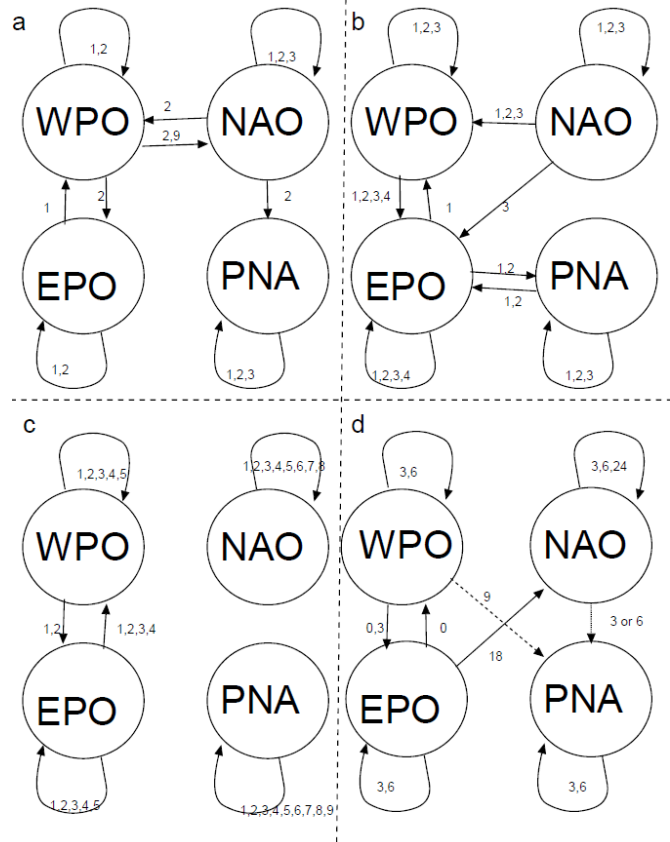 a
1,2
1,2,3
WPO
NAO
2
2,9
1
2
2
EPO
PNA
1,2
1,2,3
b
1,2,3
1,2,3
WPO
NAO
1,2,3
1,2,3,4
1
3
EPO
PNA
1,2
1,2
1,2,3,4
1,2,3
c
1,2,3,4,5
1,2,3,4,5,6,7,8
WPO
NAO
1,2
1,2,3,4
EPO
PNA
1,2,3,4,5
1,2,3,4,5,6,7,8,9
d
3,6
3,6,24
WPO
NAO
9
0,3
0
3 or 6
18
EPO
PNA
3,6
3,6